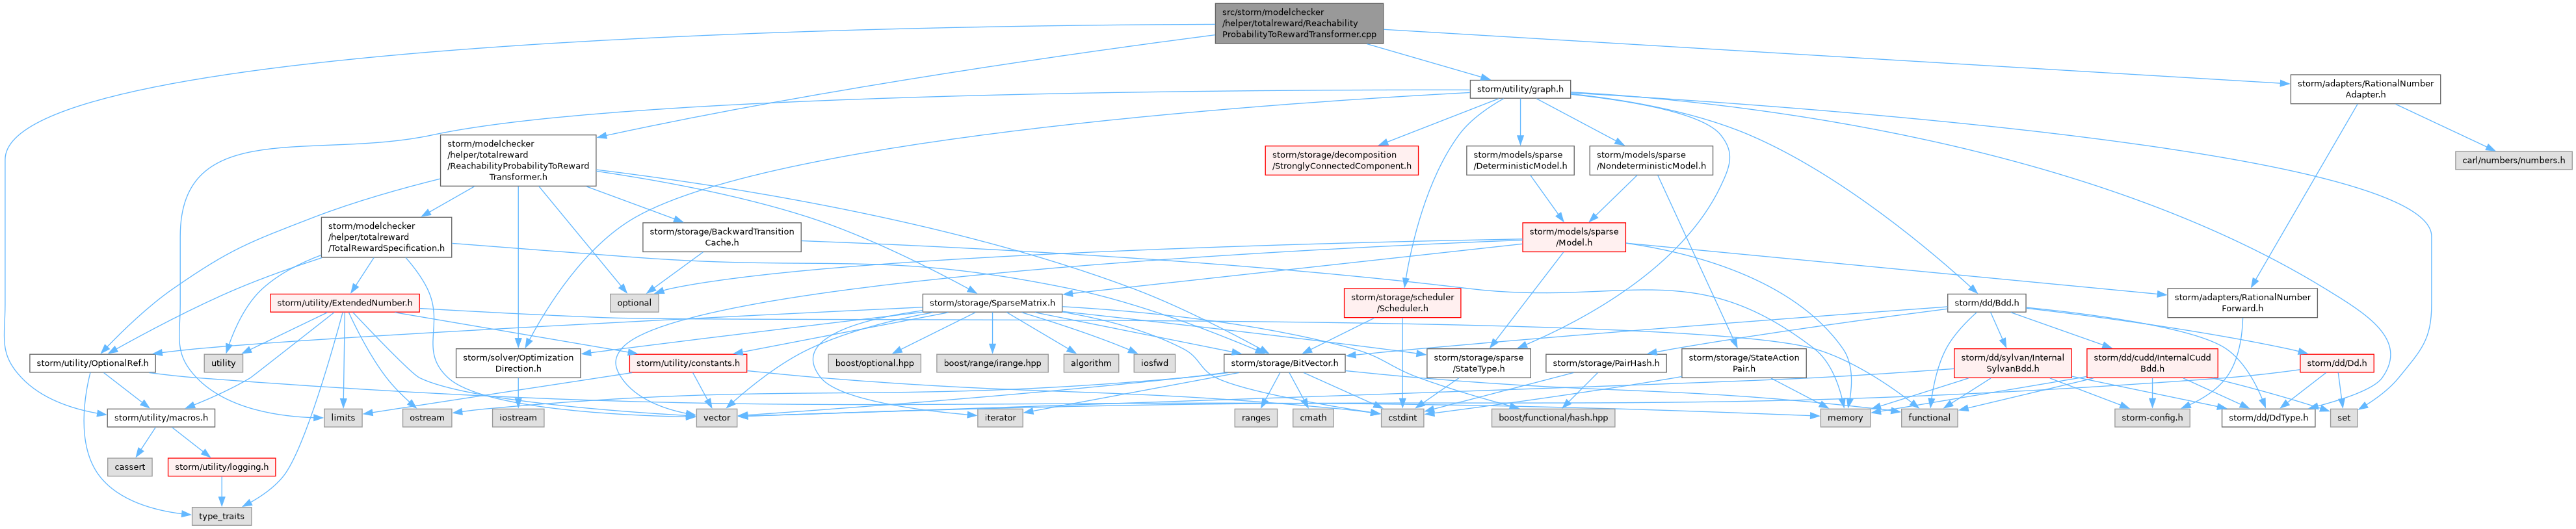 src/storm/modelchecker
/helper/totalreward/Reachability
ProbabilityToRewardTransformer.cpp
storm/utility/graph.h
storm/adapters/RationalNumber
Adapter.h
storm/modelchecker
/helper/totalreward
/ReachabilityProbabilityToReward
Transformer.h
storm/storage/decomposition
/StronglyConnectedComponent.h
storm/models/sparse
/DeterministicModel.h
storm/models/sparse
/NondeterministicModel.h
carl/numbers/numbers.h
storm/modelchecker
/helper/totalreward
/TotalRewardSpecification.h
storm/storage/BackwardTransition
Cache.h
storm/models/sparse
/Model.h
storm/utility/ExtendedNumber.h
optional
storm/storage/SparseMatrix.h
storm/storage/scheduler
/Scheduler.h
storm/dd/Bdd.h
storm/adapters/RationalNumber
Forward.h
storm/utility/OptionalRef.h
utility
storm/solver/Optimization
Direction.h
storm/utility/constants.h
boost/optional.hpp
boost/range/irange.hpp
algorithm
iosfwd
storm/storage/BitVector.h
storm/storage/sparse
/StateType.h
storm/storage/PairHash.h
storm/storage/StateAction
Pair.h
storm/dd/sylvan/Internal
SylvanBdd.h
storm/dd/cudd/InternalCudd
Bdd.h
storm/dd/Dd.h
storm/utility/macros.h
limits
ostream
iostream
vector
iterator
ranges
cmath
cstdint
boost/functional/hash.hpp
memory
functional
storm-config.h
storm/dd/DdType.h
set
cassert
storm/utility/logging.h
type_traits